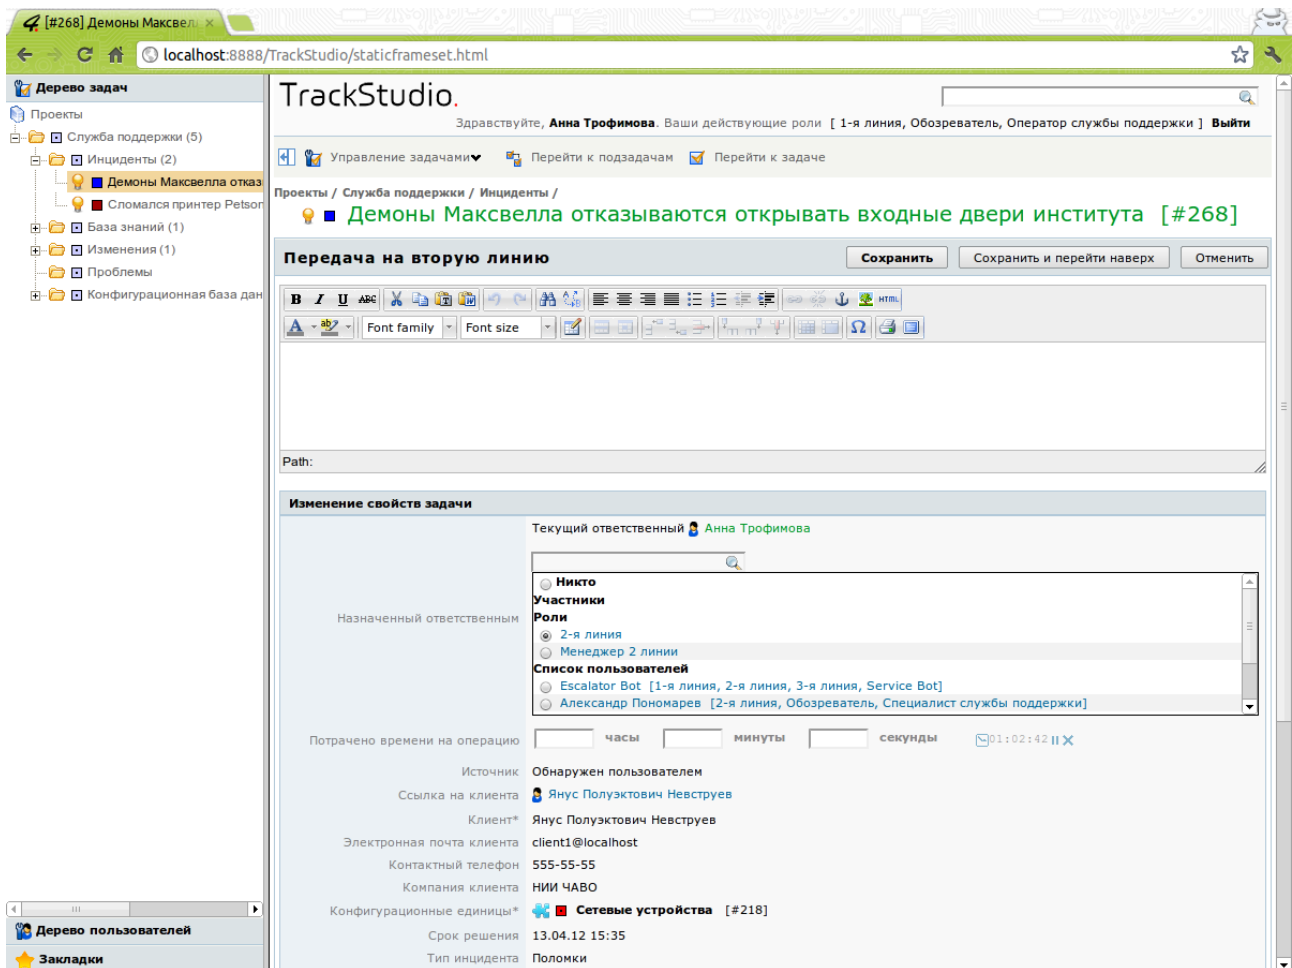 [#268] Демоны Максвел
localhost:8888/TrackStudio/staticframeset.html
Дерево задач
Проекты
Служба поддержки (5)
Инциденты (2)
Демоны Максвелла отказ
Сломался принтер Petson
База знаний (1)
Изменения (1)
Проблемы
Конфигурационная база дан
Дерево пользователей
Закладки
TrackStudio.
Здравствуйте, Анна Трофимова. Ваши действующие роли [ 1-я линия, Обозреватель, Оператор службы поддержки ] Выйти
Управление задачами Перейти к подзадачам Перейти к задаче
Проекты / Служба поддержки / Инциденты /
Демоны Максвелла отказываются открывать входные двери института [#268]
Передача на вторую линию Сохранить Сохранить и перейти наверх Отменить
B I U ABC HTML
A ab Font family Font size Ω
Path:
Изменение свойств задачи
Текущий ответственный Анна Трофимова
Назначенный ответственным
Никто
Участники
Роли
2-я линия
Менеджер 2 линии
Список пользователей
Escalator Bot [1-я линия, 2-я линия, 3-я линия, Service Bot]
Александр Пономарев [2-я линия, Обозреватель, Специалист службы поддержки]
Потрачено времени на операцию часы минуты секунды 01:02:42
Источник Обнаружен пользователем
Ссылка на клиента Янус Полуэктович Невструев
Клиент* Янус Полуэктович Невструев
Электронная почта клиента client1@localhost
Контактный телефон 555-55-55
Компания клиента НИИ ЧАВО
Конфигурационные единицы* Сетевые устройства [#218]
Срок решения 13.04.12 15:35
Тип инцидента Поломки